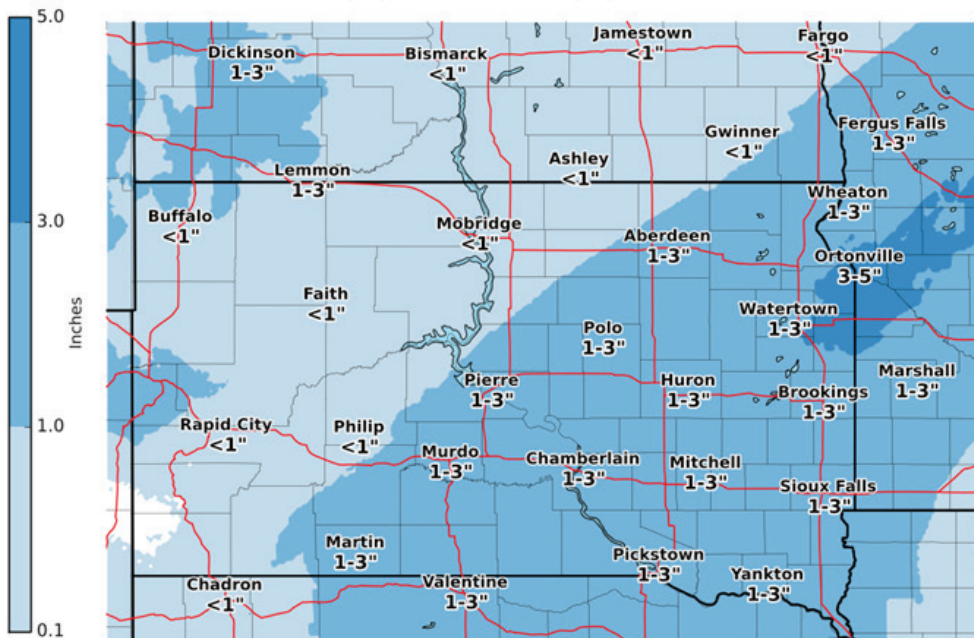 5.0
3.0
1.0
0.1
Inches
Dickinson
1-3"
Bismarck
<1"
Jamestown
<1"
Fargo
<1"
Fergus Falls
1-3"
Gwinner
<1"
Ashley
<1"
Lemmon
1-3"
Wheaton
1-3"
Buffalo
<1"
Mobridge
<1"
Aberdeen
1-3"
Ortonville
3-5"
Faith
<1"
Watertown
1-3"
Polo
1-3"
Marshall
1-3"
Pierre
1-3"
Huron
1-3"
Brookings
1-3"
Rapid City
<1"
Philip
<1"
Murdo
1-3"
Chamberlain
1-3"
Mitchell
1-3"
Sioux Falls
1-3"
Martin
1-3"
Pickstown
1-3"
Chadron
<1"
Valentine
1-3"
Yankton
1-3"